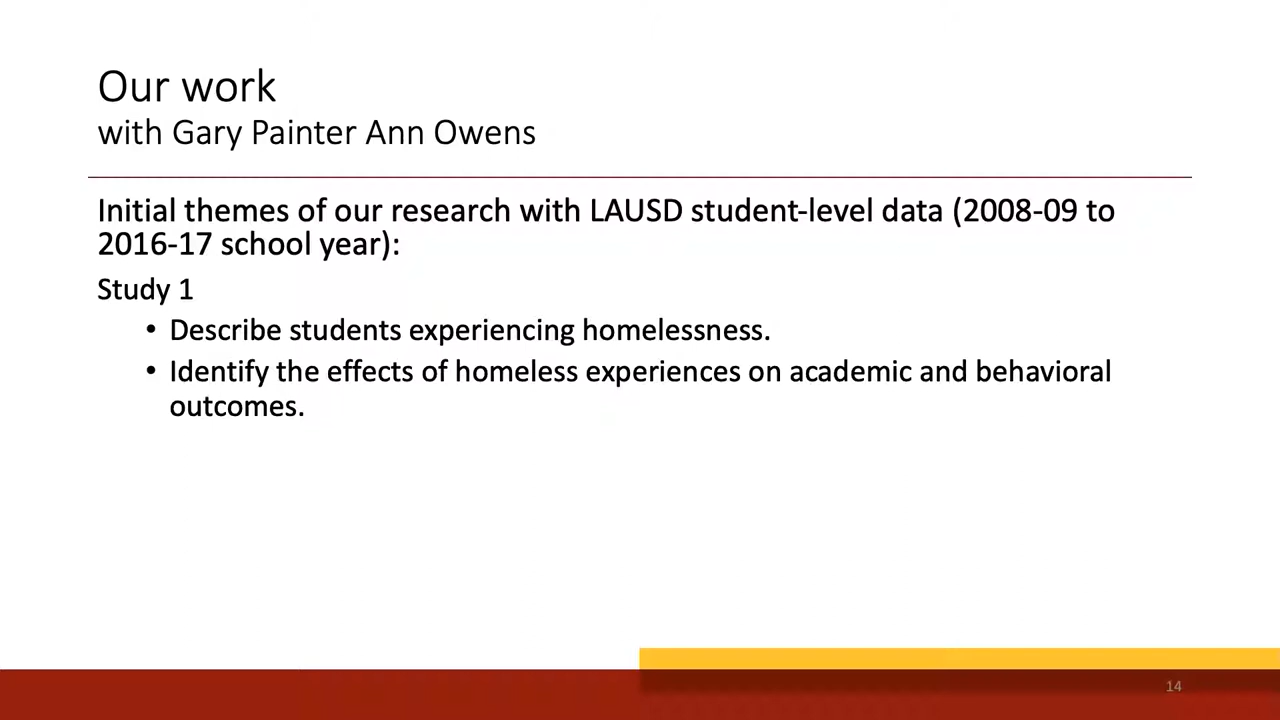 Our work
with Gary Painter Ann Owens
Initial themes of our research with LAUSD student-level data (2008-09 to
2016-17 school year):
Study 1
• Describe students experiencing homelessness.
• Identify the effects of homeless experiences on academic and behavioral
outcomes.
14